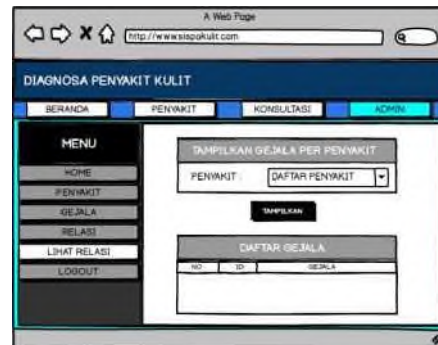 A Web Page
http://www.sispokulit.com
DIAGNOSA PENYAKIT KULIT
BERANDA PENYAKIT KONSULTASI ADMIN
MENU
HOME
PENYAKIT
GEJALA
RELASI
LIHAT RELASI
LOGOUT
TAMPILKAN GEJALA PER PENYAKIT
PENYAKIT : DAFTAR PENYAKIT
TAMPILKAN
DAFTAR GEJALA
NO ID GEJALA